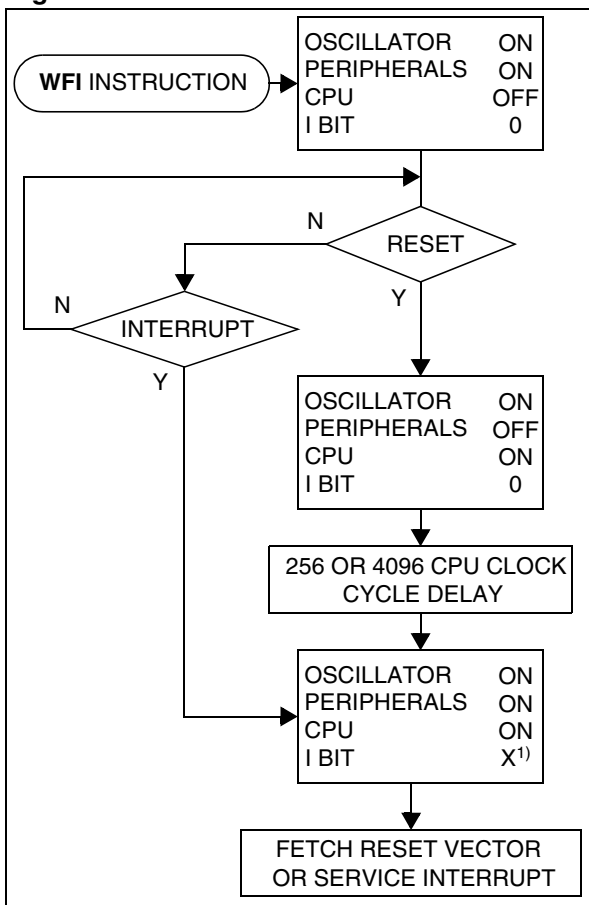 WFI INSTRUCTION
OSCILLATOR ON
PERIPHERALS ON
CPU OFF
I BIT 0
N
RESET
Y
N
INTERRUPT
Y
OSCILLATOR ON
PERIPHERALS OFF
CPU ON
I BIT 0
256 OR 4096 CPU CLOCK
CYCLE DELAY
OSCILLATOR ON
PERIPHERALS ON
CPU ON
I BIT X1)
FETCH RESET VECTOR
OR SERVICE INTERRUPT